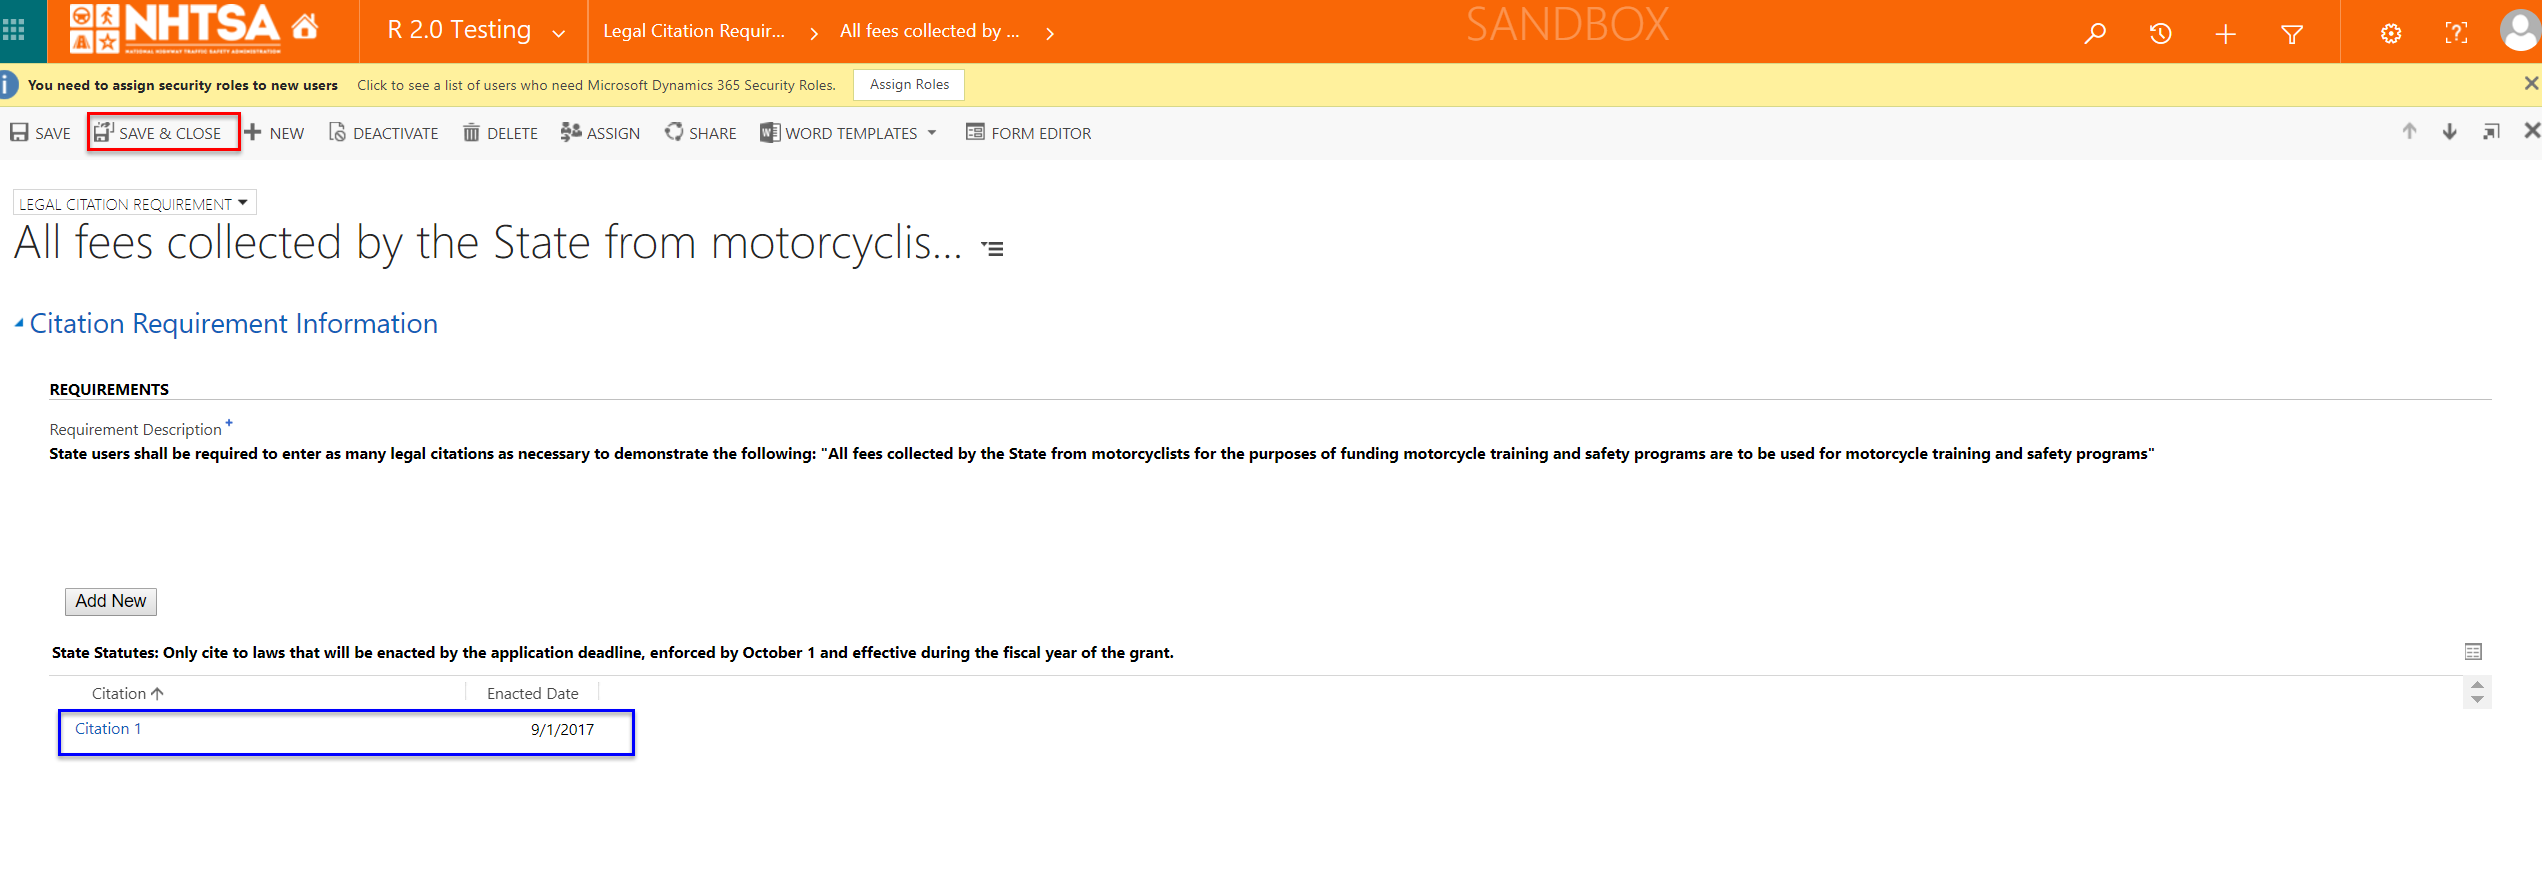 NHTSA
NATIONAL HIGHWAY TRAFFIC SAFETY ADMINISTRATION
R 2.0 Testing
Legal Citation Requir...
All fees collected by ...
SANDBOX
You need to assign security roles to new users
Click to see a list of users who need Microsoft Dynamics 365 Security Roles.
Assign Roles
SAVE
SAVE & CLOSE
NEW
DEACTIVATE
DELETE
ASSIGN
SHARE
WORD TEMPLATES
FORM EDITOR
LEGAL CITATION REQUIREMENT
All fees collected by the State from motorcyclis...
Citation Requirement Information
REQUIREMENTS
Requirement Description +
State users shall be required to enter as many legal citations as necessary to demonstrate the following: "All fees collected by the State from motorcyclists for the purposes of funding motorcycle training and safety programs are to be used for motorcycle training and safety programs"
Add New
State Statutes: Only cite to laws that will be enacted by the application deadline, enforced by October 1 and effective during the fiscal year of the grant.
Citation
Enacted Date
Citation 1
9/1/2017